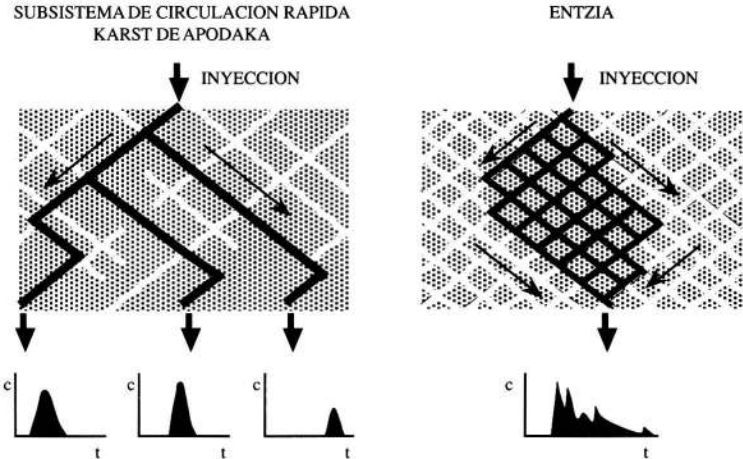 SUBSISTEMA DE CIRCULACION RAPIDA
KARST DE APODAKA
INYECCION
ENTZIA
INYECCION
c
t
c
t
c
t
c
t